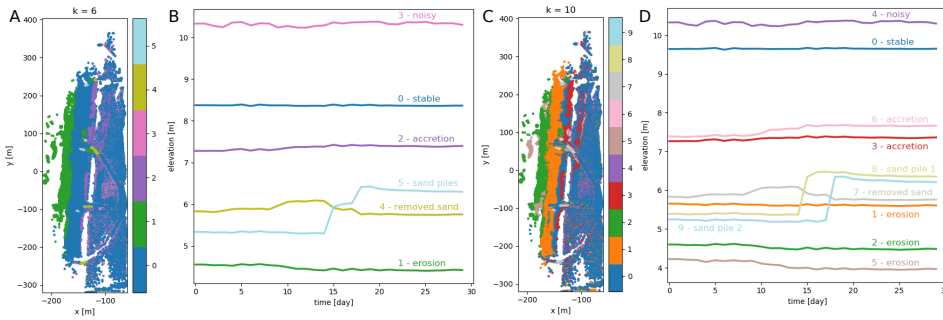 A
k = 6
400
300
200
100
0
−100
−200
−300
y [m]
−200
−100
x [m]
5
4
3
2
1
0
B
3 - noisy
0 - stable
2 - accretion
5 - sand piles
4 - removed sand
1 - erosion
elevation [m]
10
9
8
7
6
5
0
5
10
15
20
25
30
time [day]
C
k = 10
400
300
200
100
0
−100
−200
−300
y [m]
−200
−100
x [m]
9
8
7
6
5
4
3
2
1
0
D
4 - noisy
0 - stable
6 - accretion
3 - accretion
8 - sand pile 1
7 - removed sand
1 - erosion
9 - sand pile 2
2 - erosion
5 - erosion
elevation [m]
10
9
8
7
6
5
4
0
5
10
15
20
25
time [day]